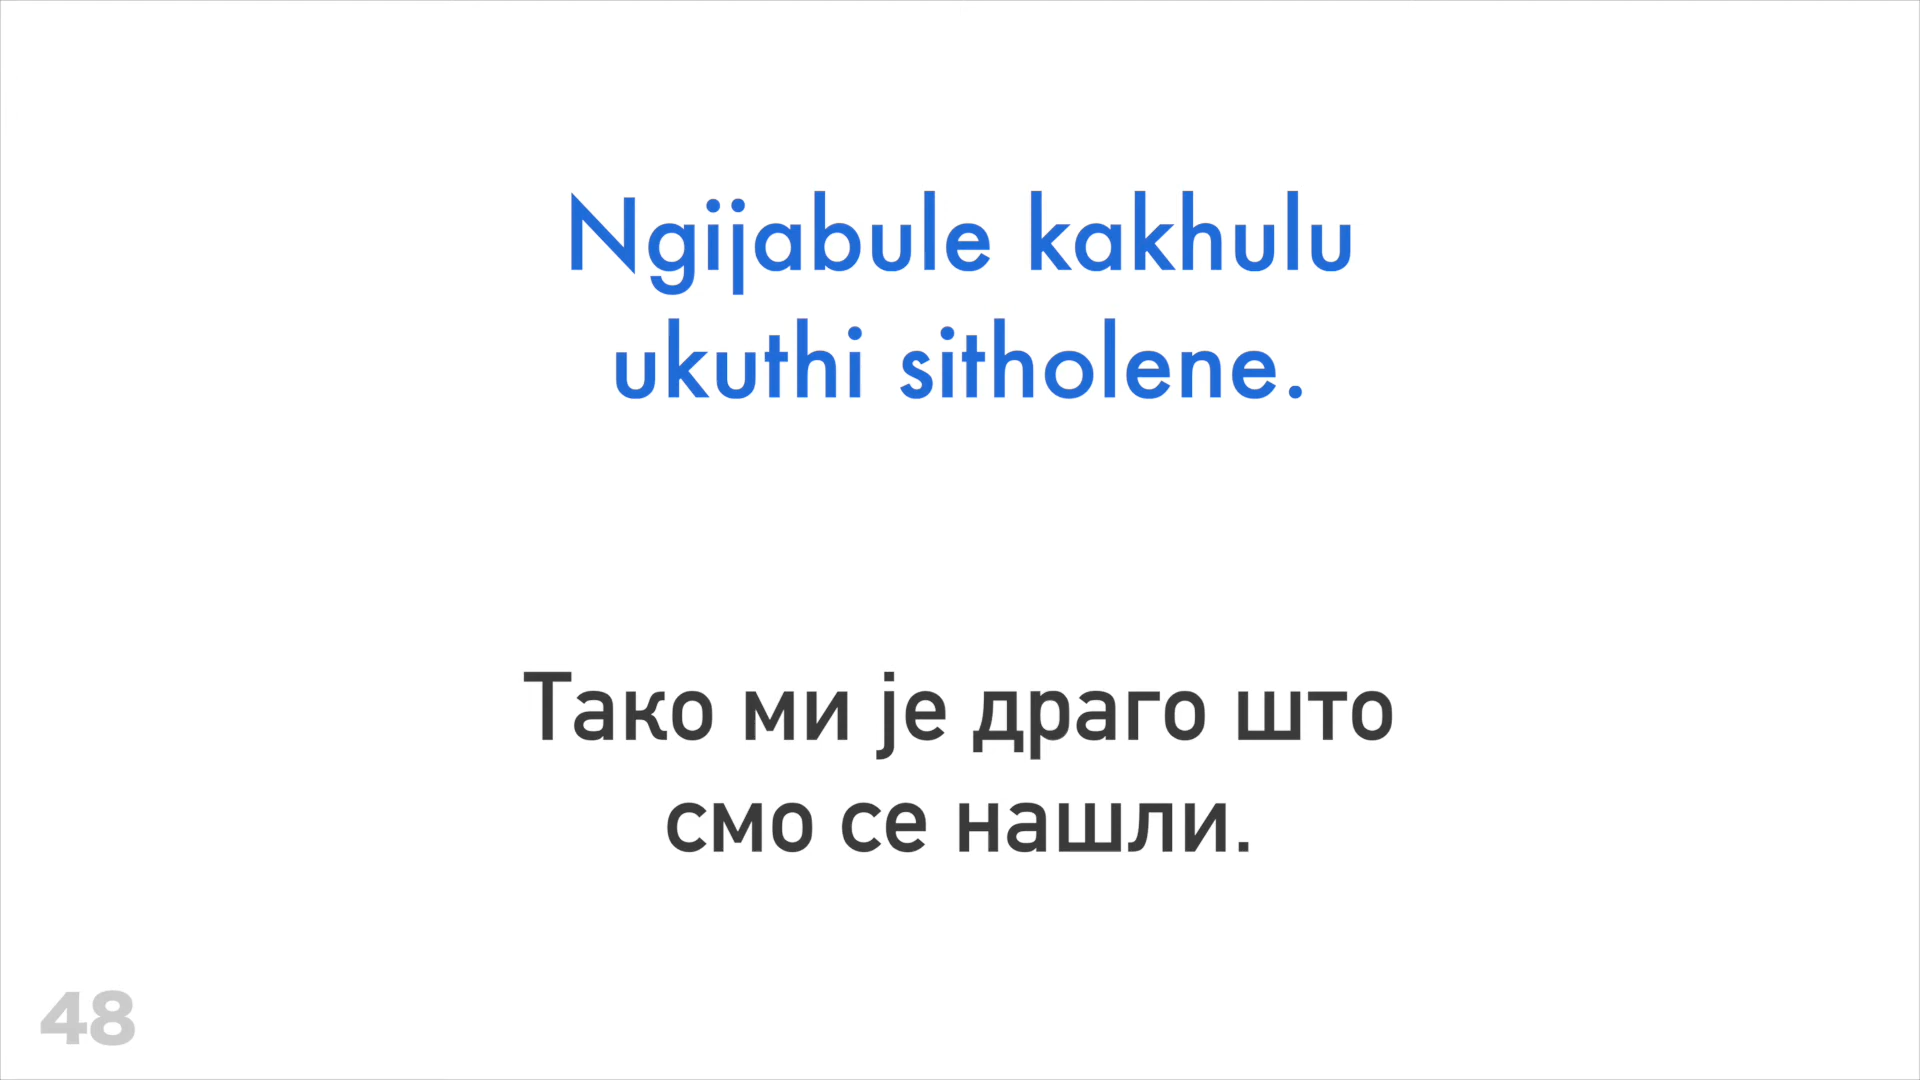 Ngijabule kakhulu
ukuthi sitholene.
Тако ми је драго што
смо се нашли.
48